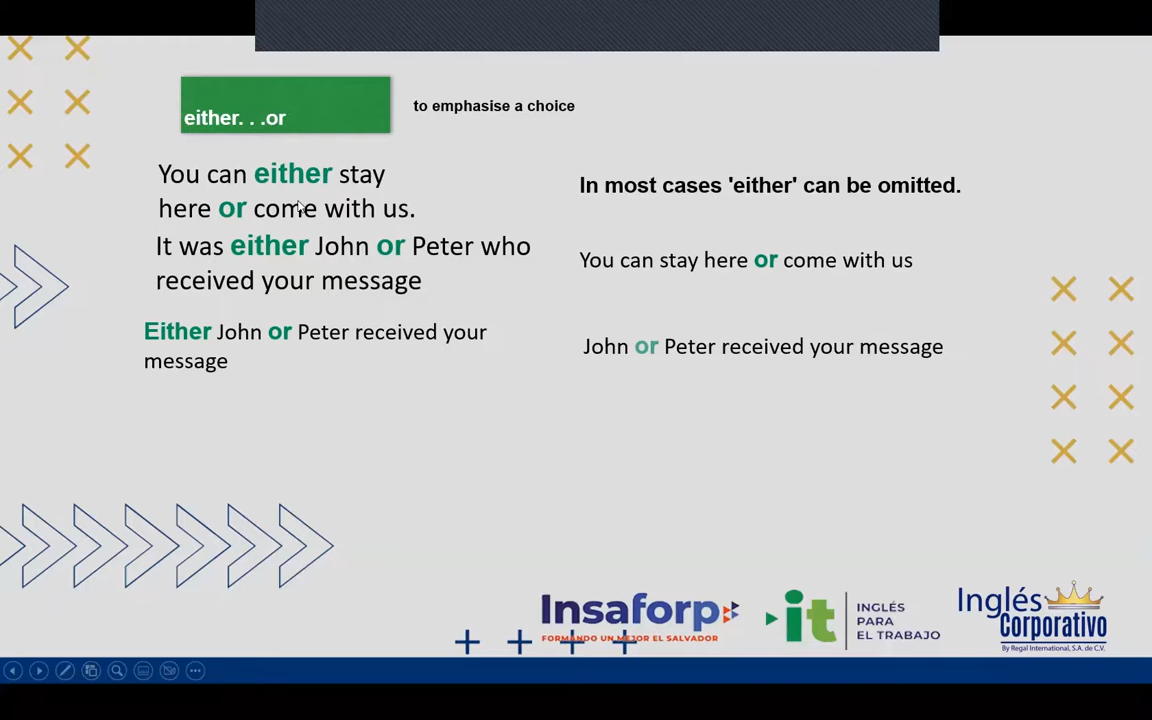 either. . .or
to emphasise a choice
You can either stay
here or come with us.
It was either John or Peter who
received your message
Either John or Peter received your
message
In most cases 'either' can be omitted.
You can stay here or come with us
John or Peter received your message
Insaforp
FORMANDO UN MEJOR EL SALVADOR
it
INGLÉS
PARA
EL TRABAJO
Inglés
Corporativo
By Regal International, S.A. de C.V.